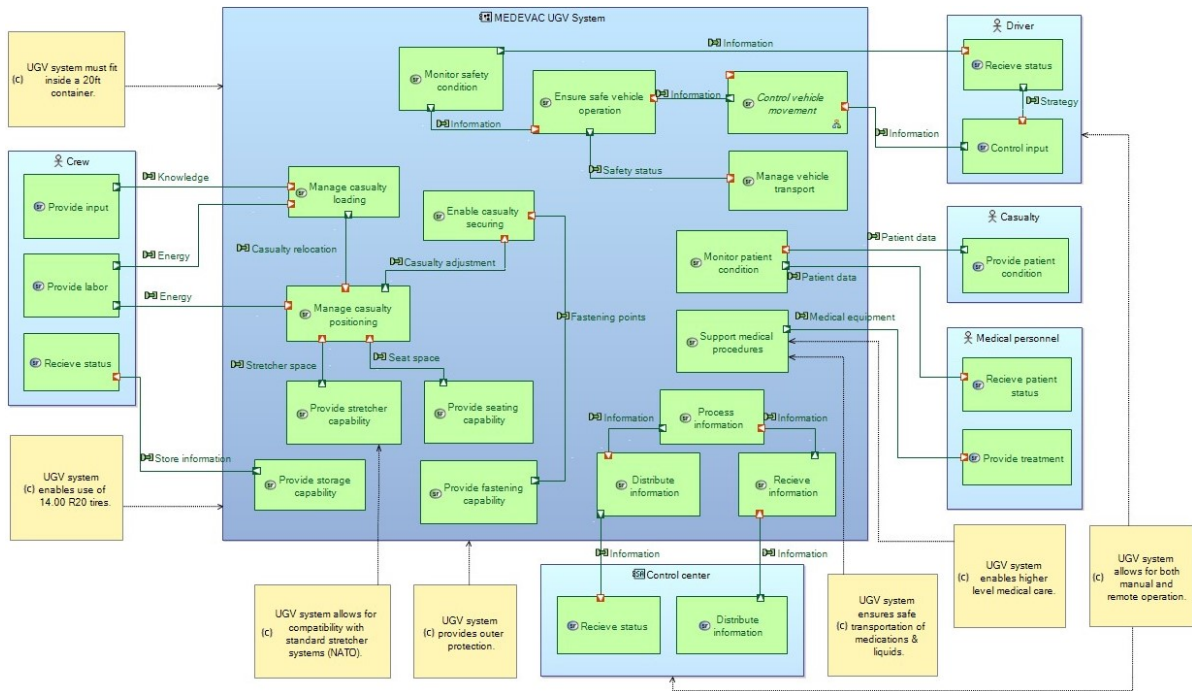 MEDEVAC UGV System
Driver
UGV system must fit
(c) inside a 20ft
container.
Information
Recieve status
Monitor safety
condition
Ensure safe vehicle
operation
Information
Control vehicle
movement
Strategy
Information
Information
Control input
Crew
Safety status
Manage vehicle
transport
Knowledge
Provide input
Manage casualty
loading
Enable casualty
securing
Casualty
Patient data
Monitor patient
condition
Provide patient
condition
Casualty relocation
Casualty adjustment
Energy
Provide labor
Patient data
Energy
Manage casualty
positioning
Fastening points
Medical equipment
Support medical
procedures
Medical personnel
Recieve status
Stretcher space
Seat space
Recieve patient
status
Provide stretcher
capability
Provide seating
capability
Information
Process
information
Information
Provide treatment
Store information
UGV system
(c) enables use of
14.00 R20 tires.
Provide storage
capability
Provide fastening
capability
Distribute
information
Recieve
information
Information
Information
Control center
UGV system allows for
(c) compatibility with
standard stretcher
systems (NATO).
UGV system
(c) provides outer
protection.
Recieve status
Distribute
information
UGV system
ensures safe
(c) transportation of
medications &
liquids.
UGV system
(c) enables higher
level medical care.
UGV system
(c) allows for both
manual and
remote operation.